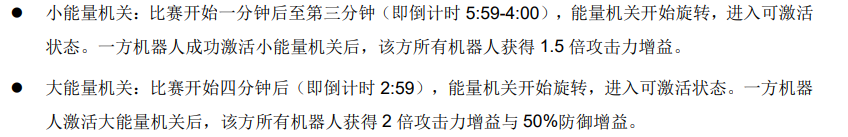 ● 小能量机关：比赛开始一分钟后至第三分钟（即倒计时 5:59-4:00），能量机关开始旋转，进入可激活
状态。一方机器人成功激活小能量机关后，该方所有机器人获得 1.5 倍攻击力增益。
● 大能量机关：比赛开始四分钟后（即倒计时 2:59），能量机关开始旋转，进入可激活状态。一方机器
人激活大能量机关后，该方所有机器人获得 2 倍攻击力增益与 50%防御增益。